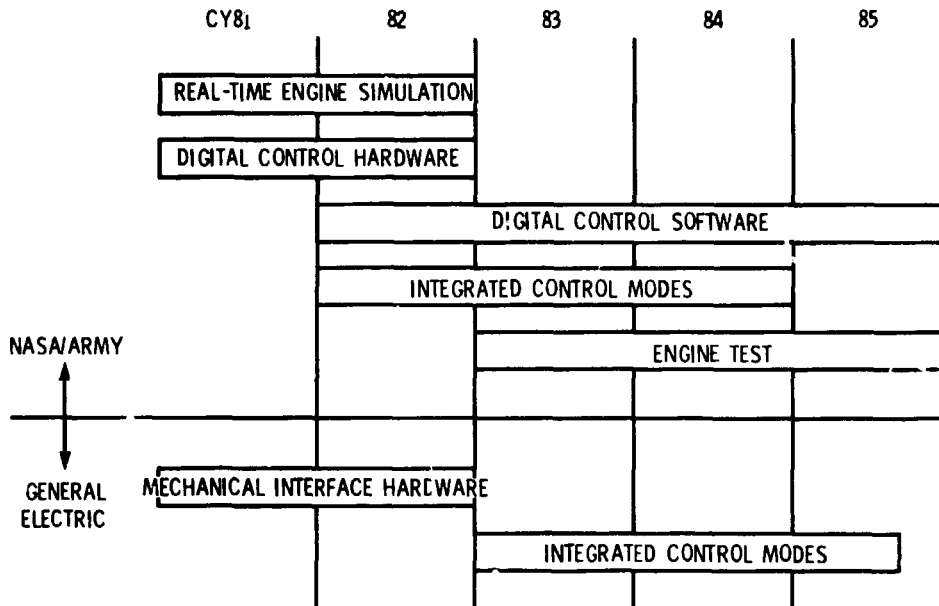 CY81 82 83 84 85
REAL-TIME ENGINE SIMULATION
DIGITAL CONTROL HARDWARE
DIGITAL CONTROL SOFTWARE
INTEGRATED CONTROL MODES
NASA/ARMY
ENGINE TEST
MECHANICAL INTERFACE HARDWARE
GENERAL
ELECTRIC
INTEGRATED CONTROL MODES